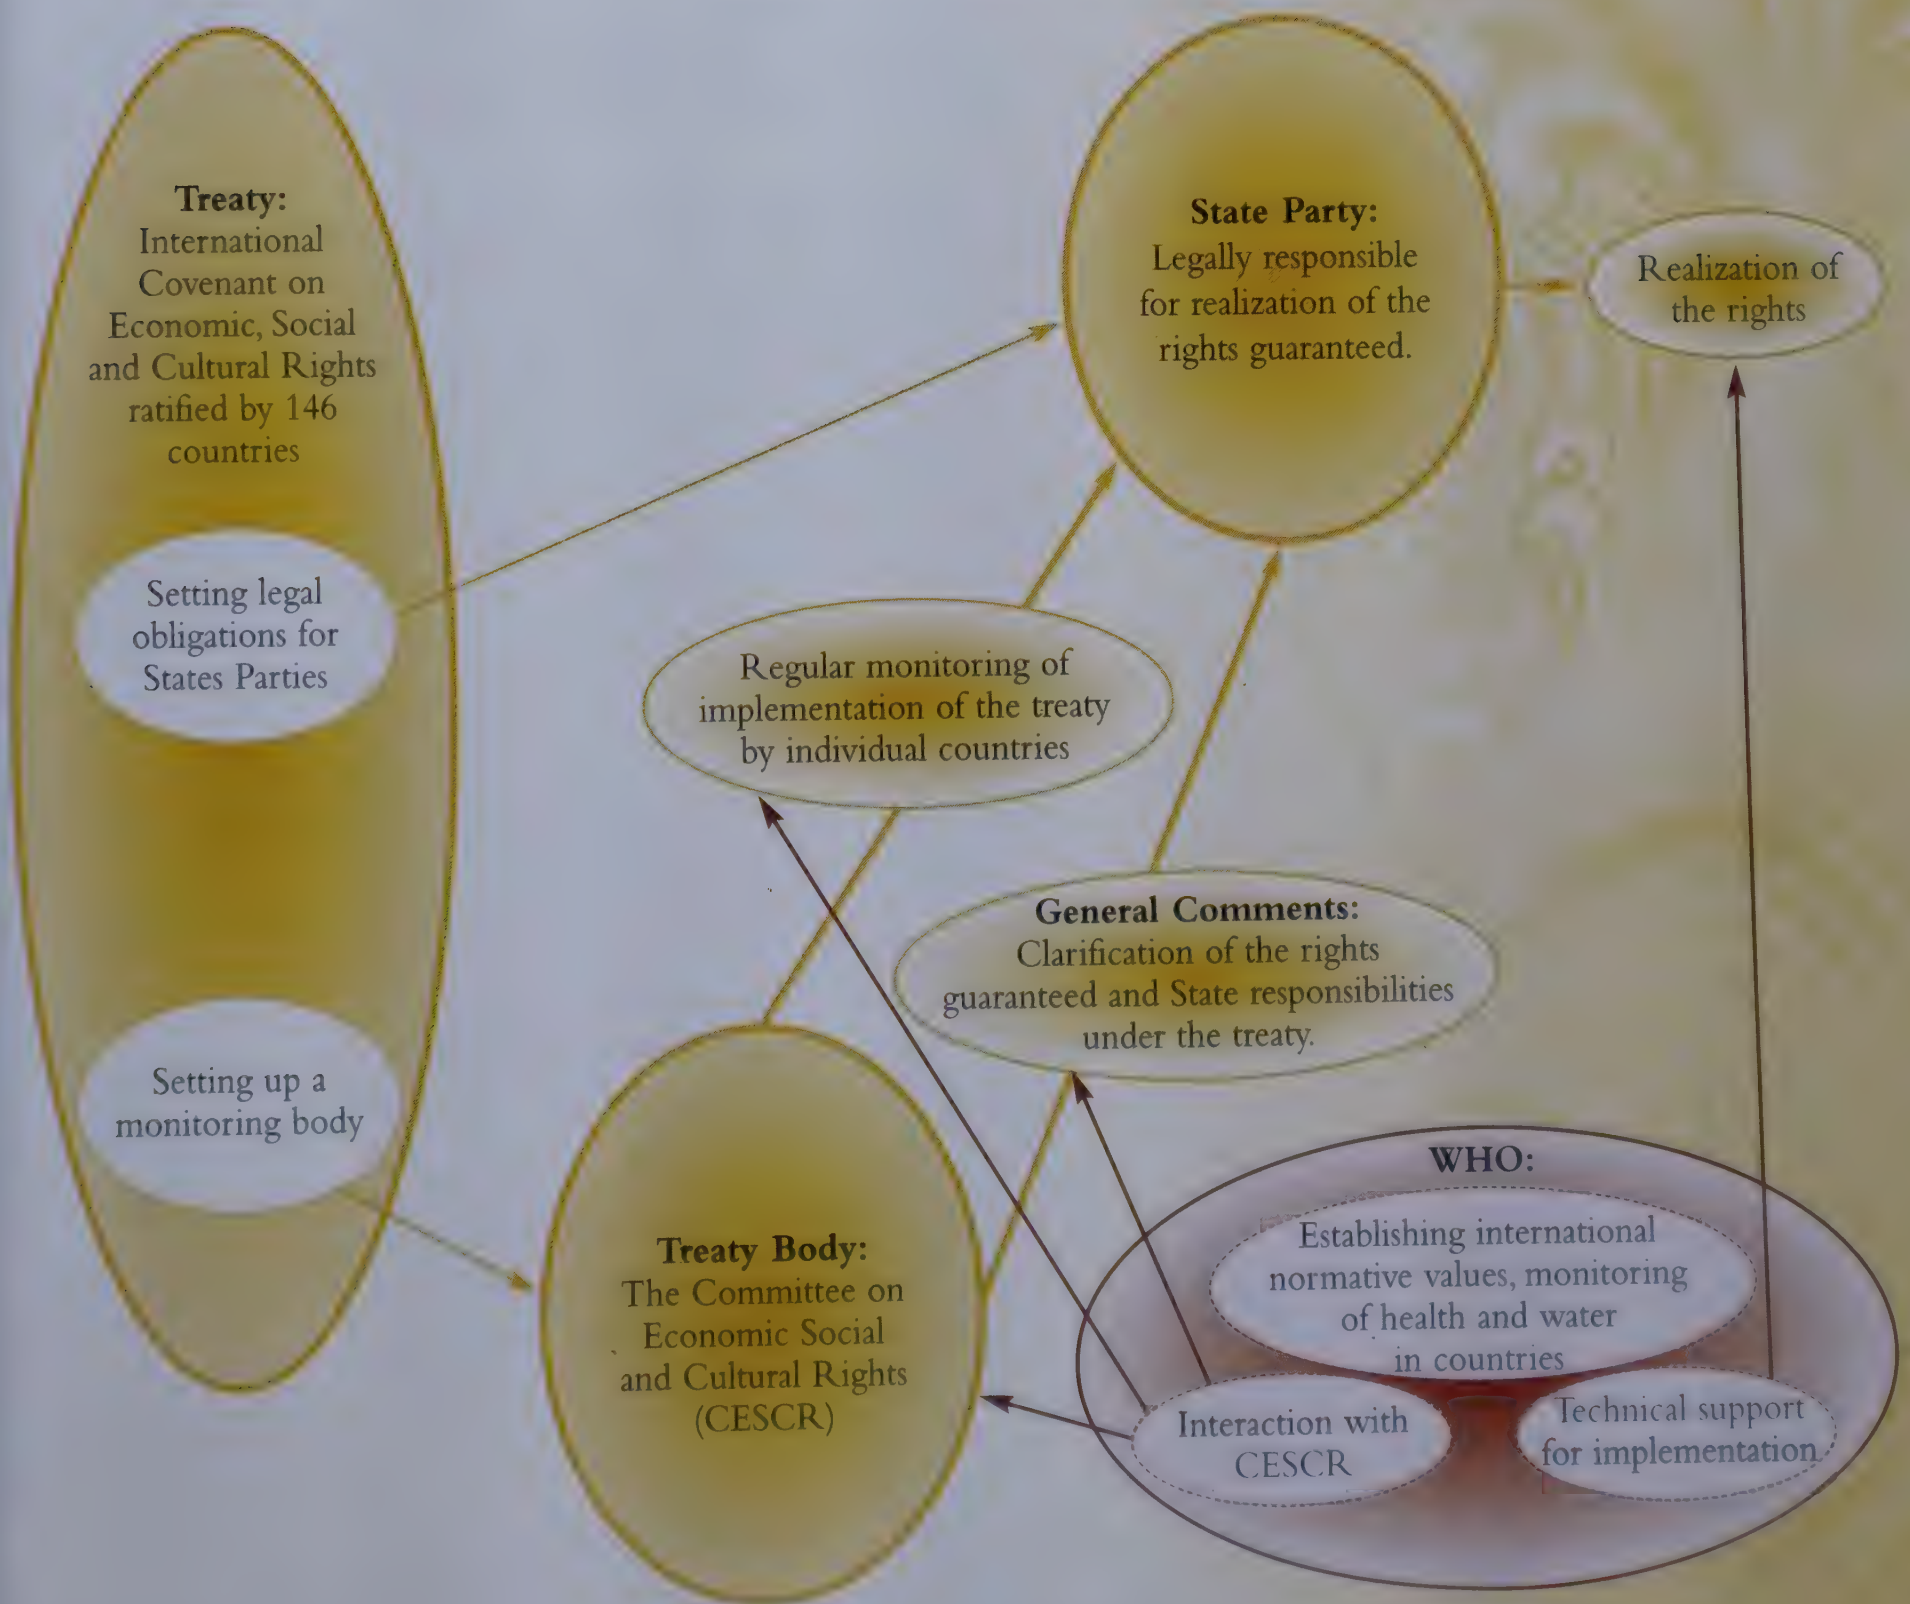 Treaty:
International
Covenant on
Economic, Social
and Cultural Rights
ratified by 146
countries
Setting legal
obligations for
States Parties
Setting up a
monitoring body
State Party:
Legally responsible
for realization of the
rights guaranteed.
Realization of
the rights
Regular monitoring of
implementation of the treaty
by individual countries
General Comments:
Clarification of the rights
guaranteed and State responsibilities
under the treaty.
Treaty Body:
The Committee on
Economic Social
and Cultural Rights
(CESCR)
WHO:
Establishing international
normative values, monitoring
of health and water
in countries
Interaction with
CESCR
Technical support
for implementation